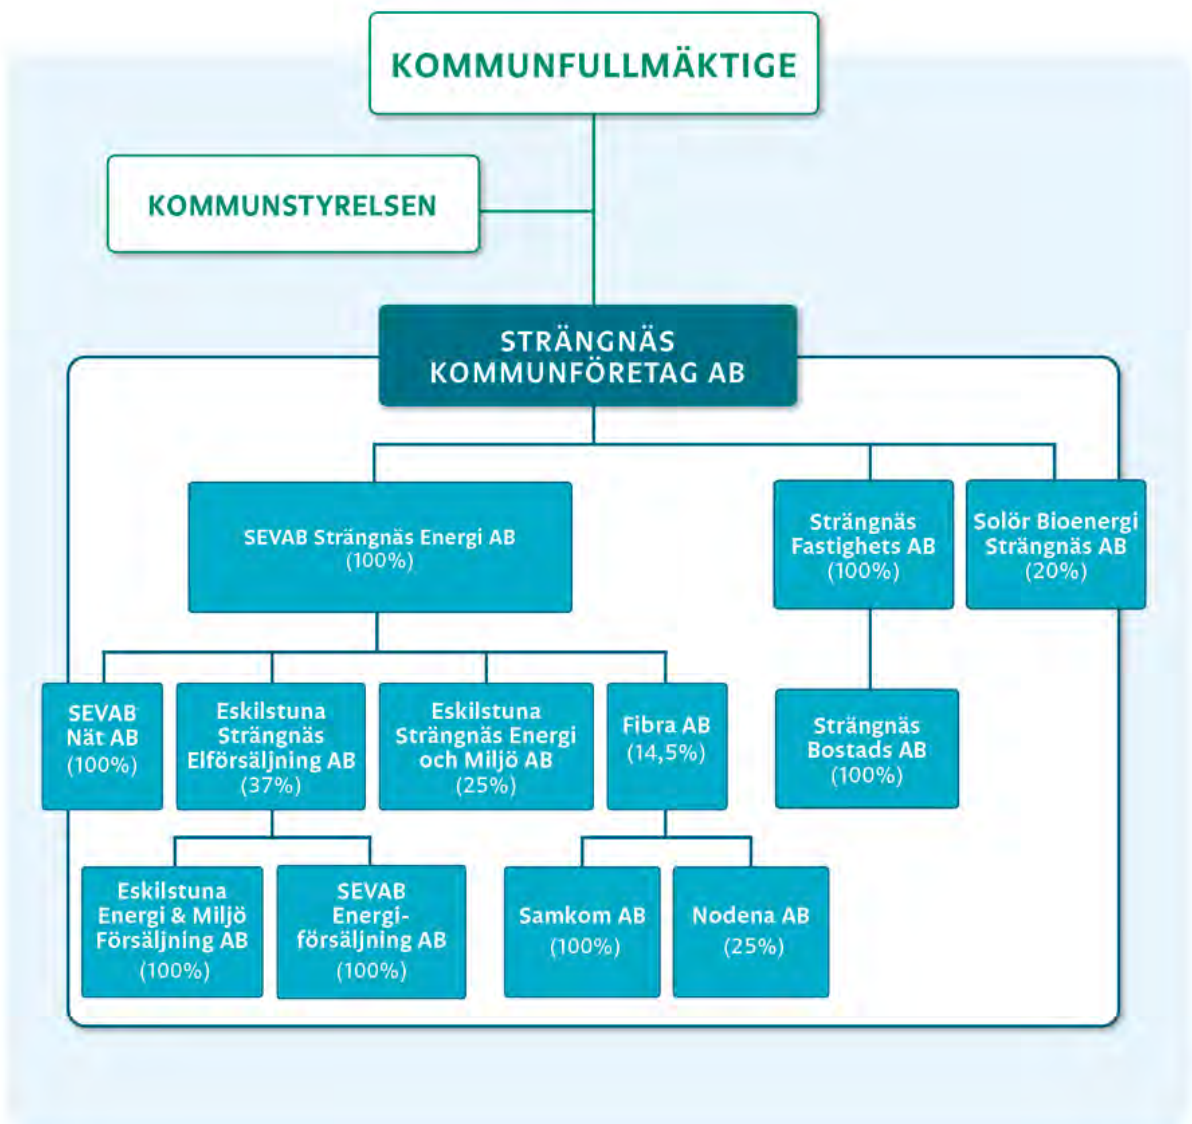 KOMMUNFULLMÄKTIGE
KOMMUNSTYRELSEN
STRÄNGNÄS
KOMMUNFÖRETAG AB
SEVAB Strängnäs Energi AB
(100%)
Strängnäs
Fastighets AB
(100%)
Solör Bioenergi
Strängnäs AB
(20%)
SEVAB
Nät AB
(100%)
Eskilstuna
Strängnäs
Elförsäljning AB
(37%)
Eskilstuna
Strängnäs Energi
och Miljö AB
(25%)
Fibra AB
(14,5%)
Strängnäs
Bostads AB
(100%)
Eskilstuna
Energi & Miljö
Försäljning AB
(100%)
SEVAB
Energi-
försäljning AB
(100%)
Samkom AB
(100%)
Nodena AB
(25%)